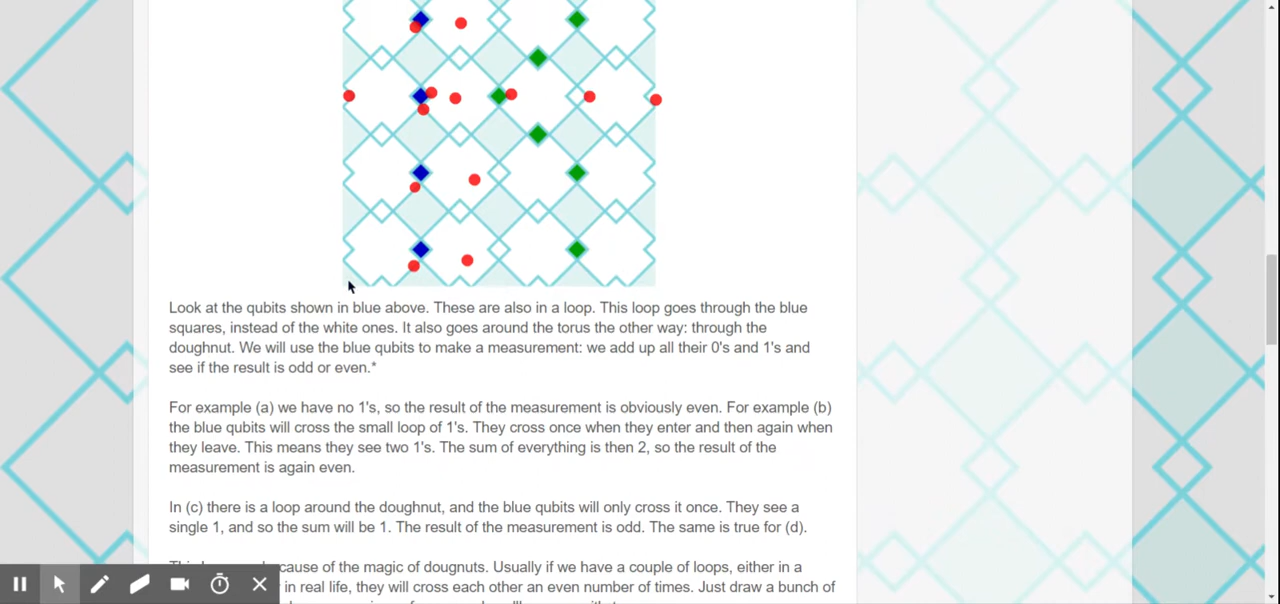 Look at the qubits shown in blue above. These are also in a loop. This loop goes through the blue
squares, instead of the white ones. It also goes around the torus the other way: through the
doughnut. We will use the blue qubits to make a measurement: we add up all their 0's and 1's and
see if the result is odd or even.*
For example (a) we have no 1's, so the result of the measurement is obviously even. For example (b)
the blue qubits will cross the small loop of 1's. They cross once when they enter and then again when
they leave. This means they see two 1's. The sum of everything is then 2, so the result of the
measurement is again even.
In (c) there is a loop around the doughnut, and the blue qubits will only cross it once. They see a
single 1, and so the sum will be 1. The result of the measurement is odd. The same is true for (d).
cause of the magic of dougnuts. Usually if we have a couple of loops, either in a
in real life, they will cross each other an even number of times. Just draw a bunch of